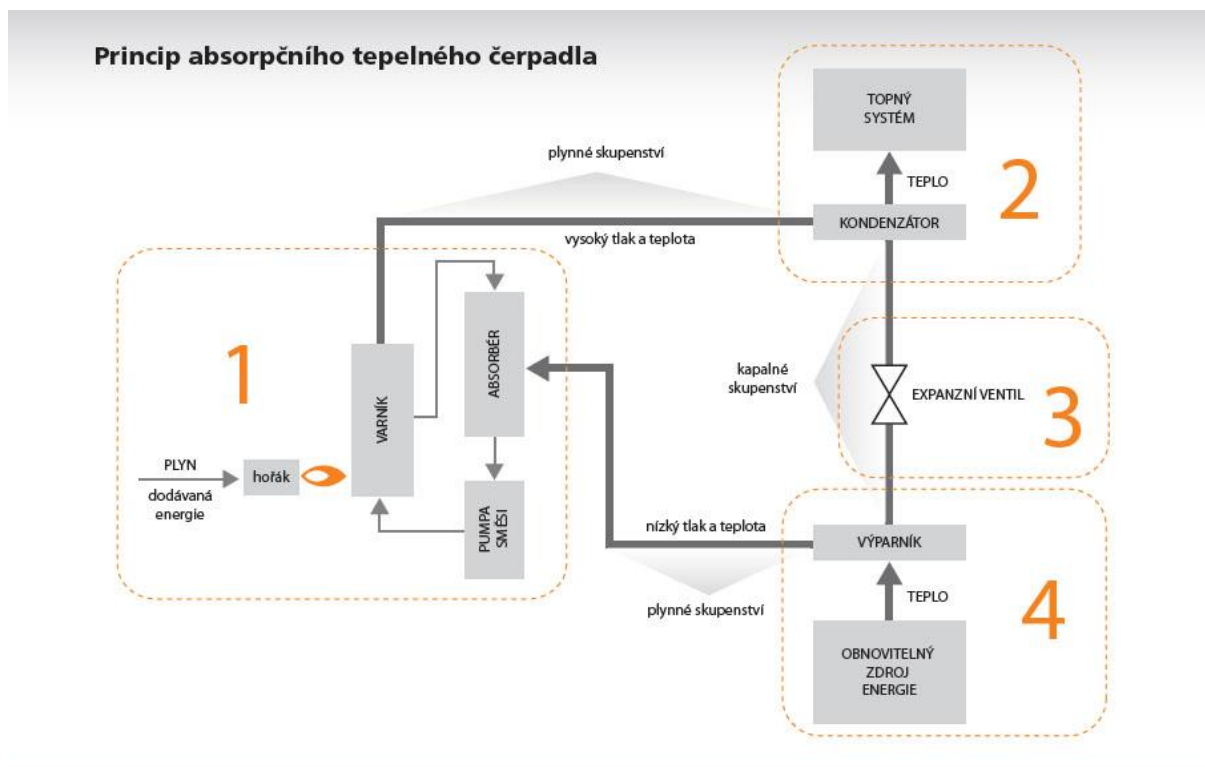 Princip absorpčního tepelného čerpadla
TOPNÝ
SYSTÉM
TEPLO
KONDENZÁTOR
2
plynné skupenství
vysoký tlak a teplota
1
VARNÍK
ABSORBÉR
PUMPA
SMĚSI
PLYN
dodávaná
energie
hořák
kapalné
skupenství
EXPANZNÍ VENTIL
3
nízký tlak a teplota
plynné skupenství
VÝPARNÍK
TEPLO
4
OBNOVITELNÝ
ZDROJ
ENERGIE